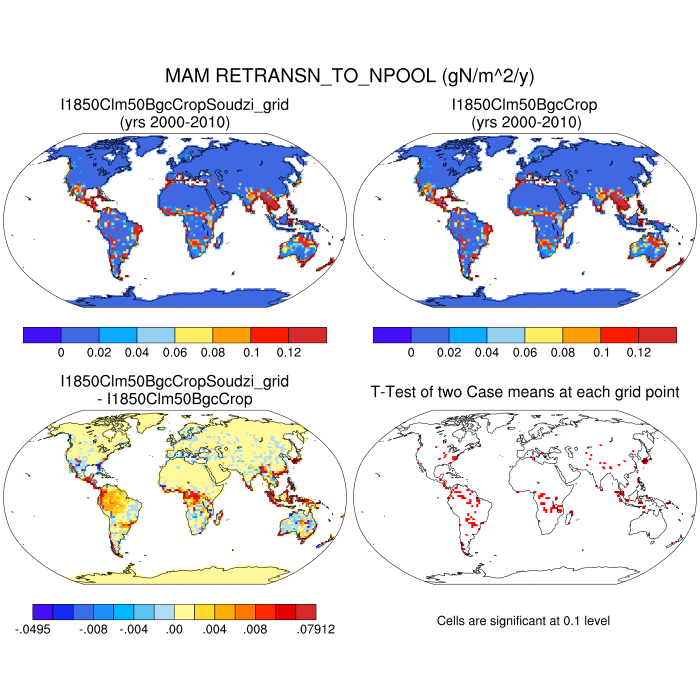 MAM RETRANSN_TO_NPOOL (gN/m^2/y)
I1850Clm50BgcCropSoudzi_grid
(yrs 2000-2010)
I1850Clm50BgcCrop
(yrs 2000-2010)
0 0.02 0.04 0.06 0.08 0.1 0.12
0 0.02 0.04 0.06 0.08 0.1 0.12
I1850Clm50BgcCropSoudzi_grid
- I1850Clm50BgcCrop
T-Test of two Case means at each grid point
-.0495 -.008 -.004 .00 .004 .008 .07912
Cells are significant at 0.1 level